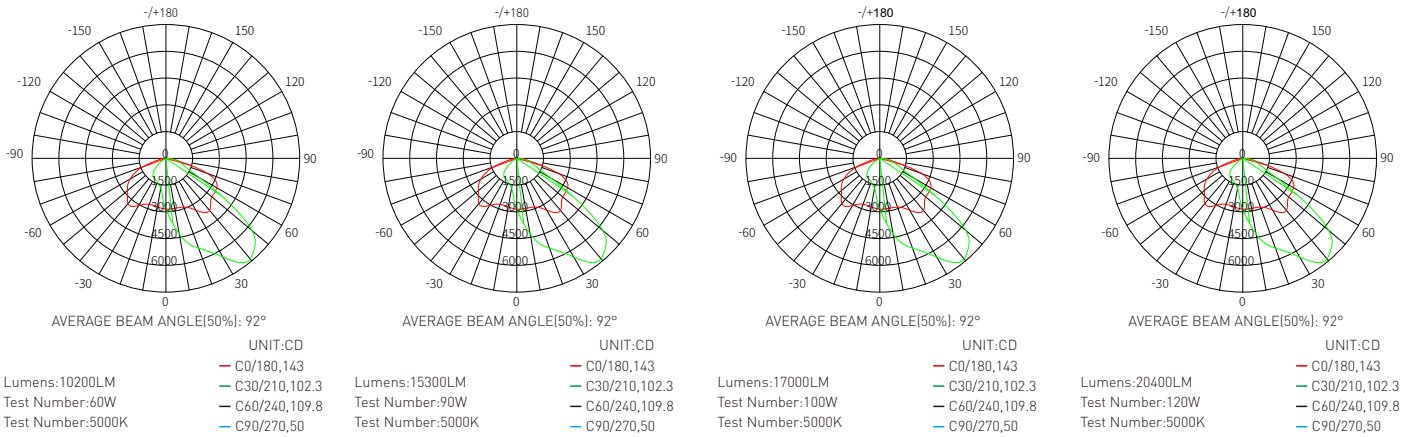 -/+180
-150 150
-120 120
-90 0 90
1500
3000
-60 4500 60
6000
-30 30
0
AVERAGE BEAM ANGLE(50%): 92°
UNIT:CD
C0/180,143
Lumens:10200LM C30/210,102.3
Test Number:60W C60/240,109.8
Test Number:5000K C90/270,50
-/+180
-150 150
-120 120
-90 0 90
1500
3000
-60 4500 60
6000
-30 30
0
AVERAGE BEAM ANGLE(50%): 92°
UNIT:CD
C0/180,143
Lumens:15300LM C30/210,102.3
Test Number:90W C60/240,109.8
Test Number:5000K C90/270,50
-/+180
-150 150
-120 120
-90 0 90
1500
3000
-60 4500 60
6000
-30 30
0
AVERAGE BEAM ANGLE(50%): 92°
UNIT:CD
C0/180,143
Lumens:17000LM C30/210,102.3
Test Number:100W C60/240,109.8
Test Number:5000K C90/270,50
-/+180
-150 150
-120 120
-90 0 90
1500
3000
-60 4500 60
6000
-30 30
0
AVERAGE BEAM ANGLE(50%): 92°
UNIT:CD
C0/180,143
Lumens:20400LM C30/210,102.3
Test Number:120W C60/240,109.8
Test Number:5000K C90/270,50